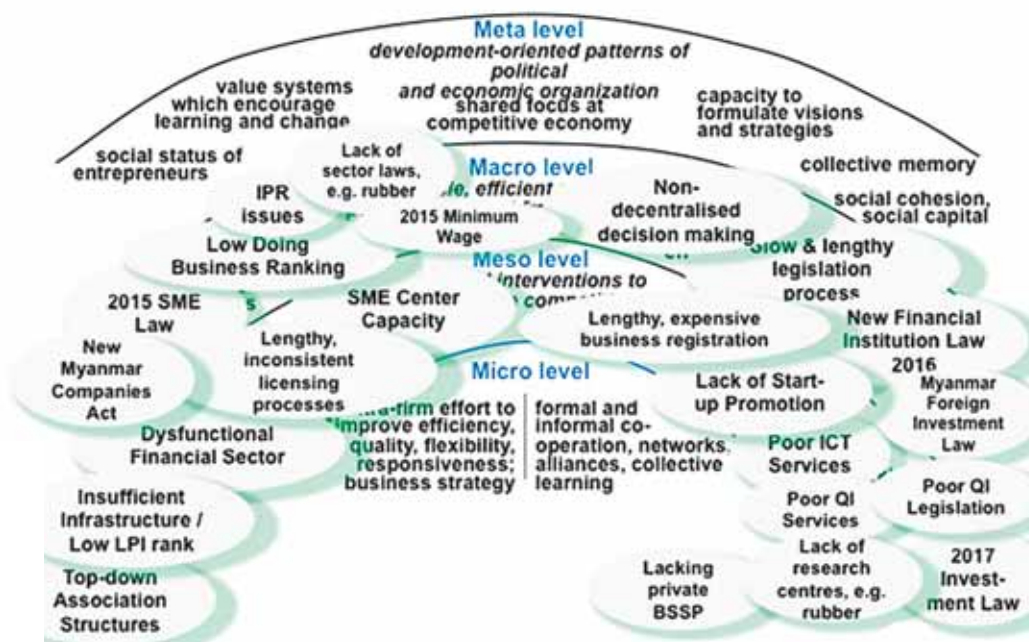 Meta level
development-oriented patterns of
political
and economic organization
shared focus at
competitive economy
value systems
which encourage
learning and change
capacity to
formulate visions
and strategies
social status of
entrepreneurs
collective memory
social cohesion,
social capital
Lack of
sector laws,
e.g. rubber
Macro level
efficient
IPR
issues
2015 Minimum
Wage
Non-
decentralised
decision making
Low Doing
Business Ranking
Meso level
interventions to
Slow & lengthy
legislation
process
2015 SME
Law
SME Center
Capacity
Lengthy, expensive
business registration
New Financial
Institution Law
2016
New
Myanmar
Companies
Act
Lengthy,
inconsistent
licensing
processes
Micro level
Lack of Start-
up Promotion
Myanmar
Foreign
Investment
Law
effort to
improve efficiency,
quality, flexibility,
responsiveness;
business strategy
formal and
informal co-
operation, networks,
alliances, collective
learning
Dysfunctional
Financial Sector
Poor ICT
Services
Insufficient
Infrastructure /
Low LPI rank
Poor QI
Services
Poor QI
Legislation
Top-down
Association
Structures
Lacking
private
BSSP
Lack of
research
centres, e.g.
rubber
2017
Invest-
ment Law